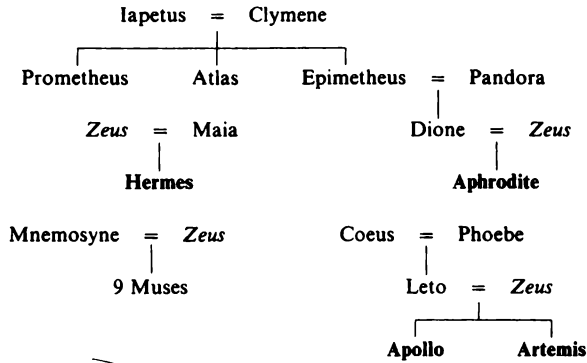 Iapetus = Clymene
Prometheus Atlas Epimetheus = Pandora
Zeus = Maia Dione = Zeus
Hermes Aphrodite
Mnemosyne = Zeus Coeus = Phoebe
9 Muses Leto = Zeus
Apollo Artemis